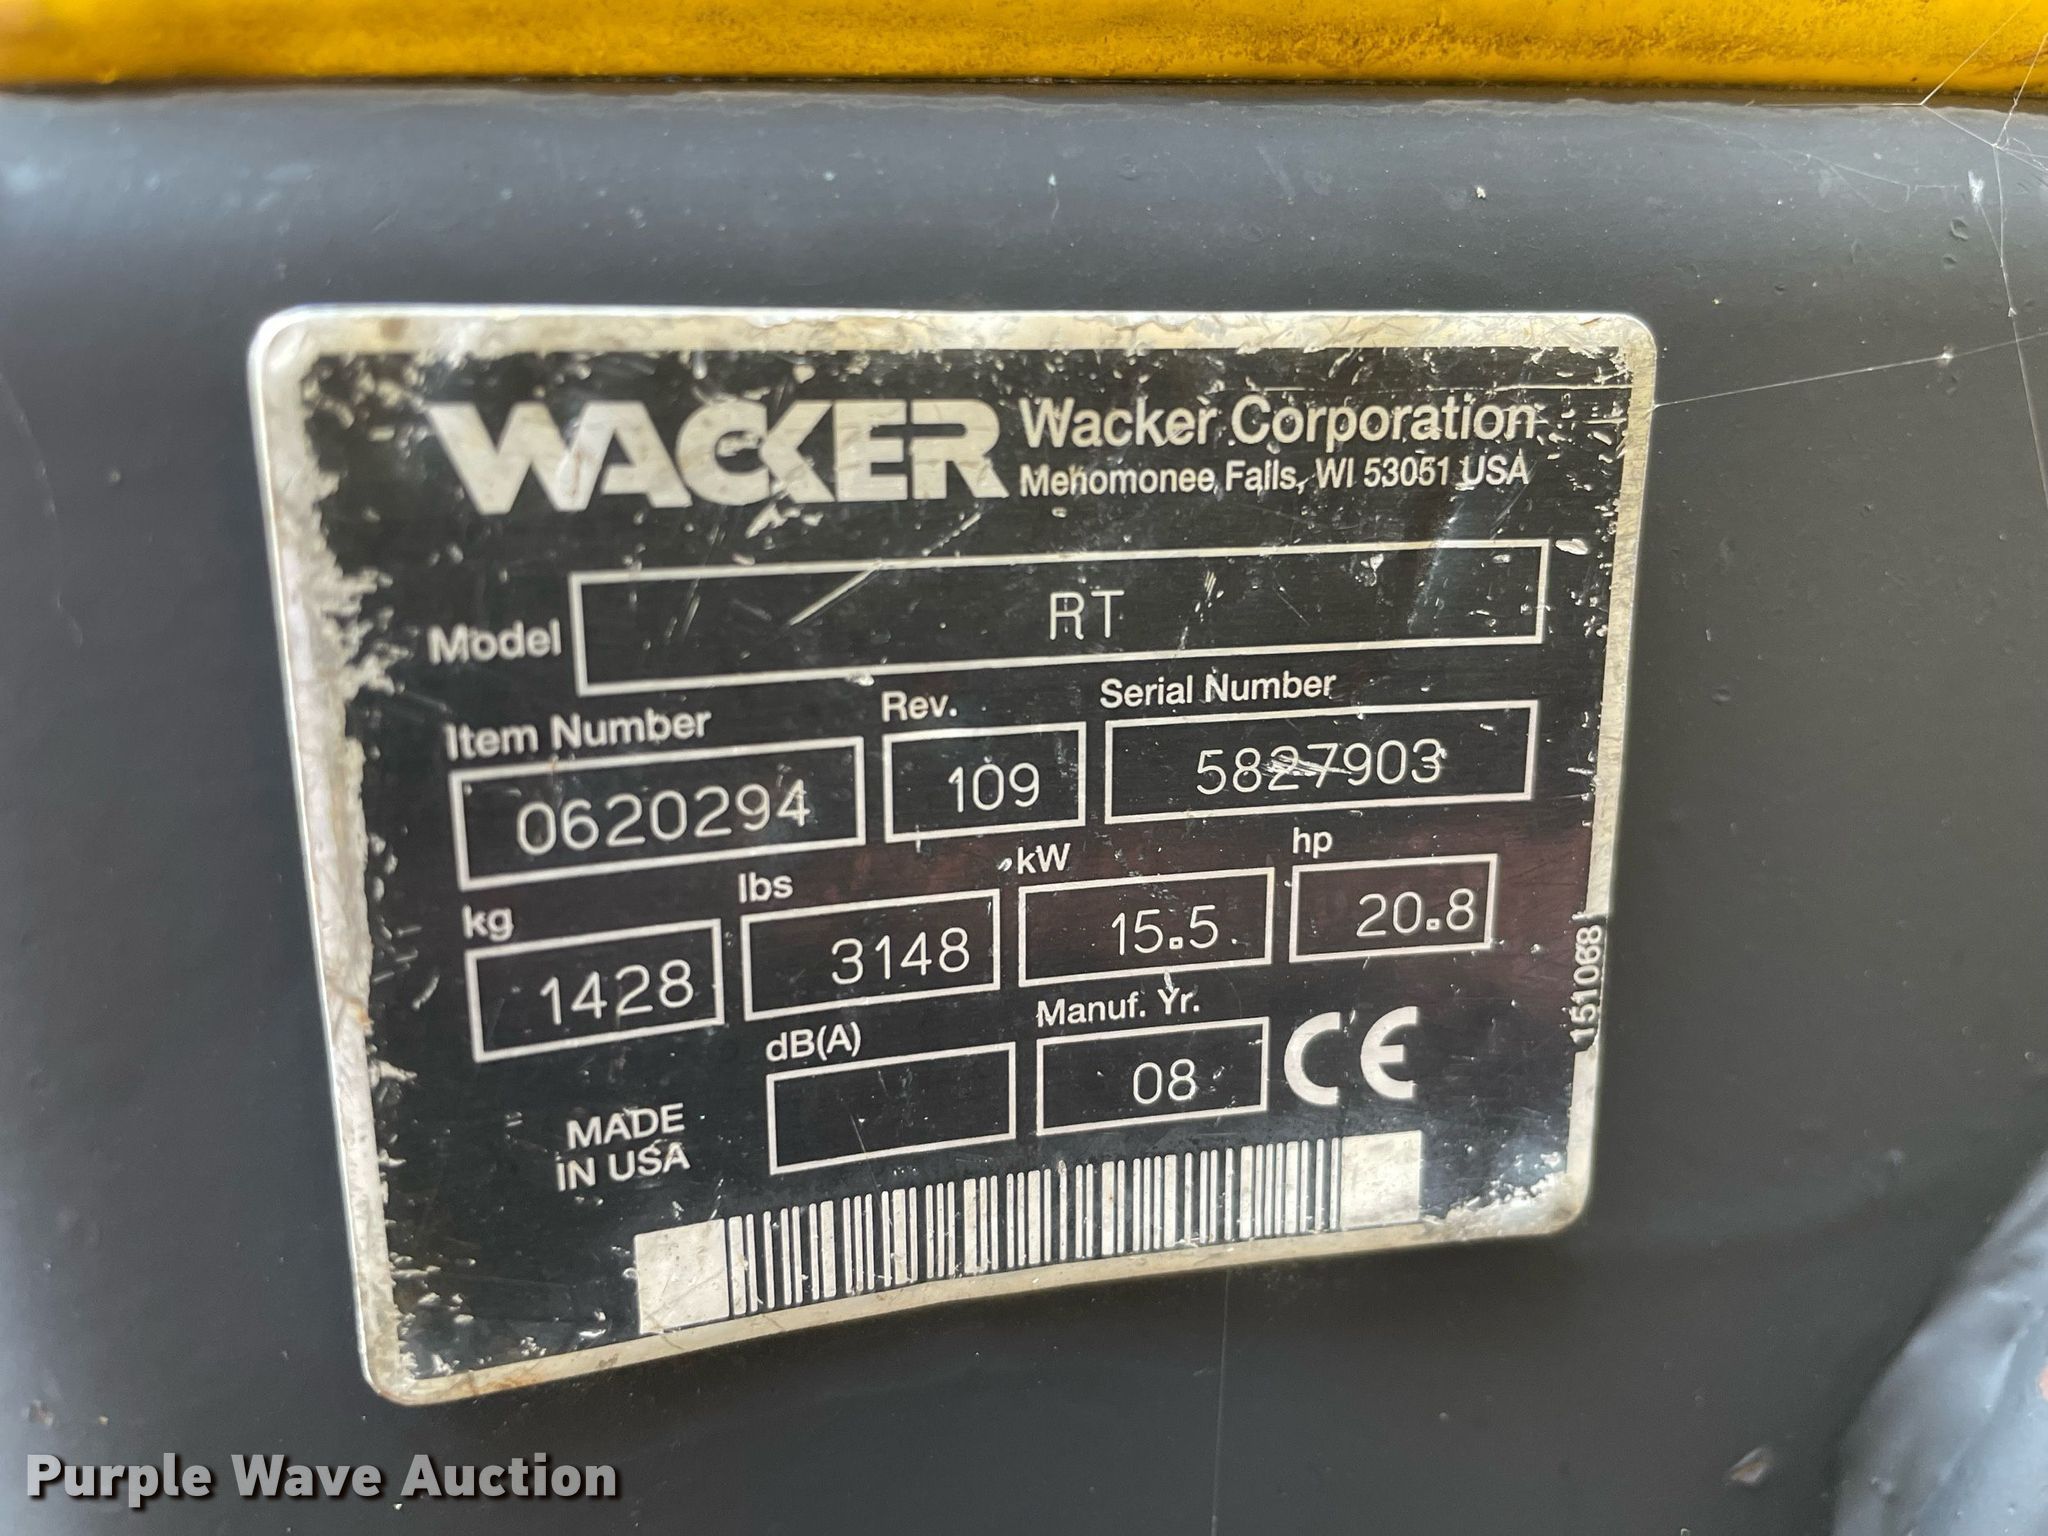 WACKER Wacker Corporation
Menomonee Falls, WI 53051 USA
Model RT
Item Number Rev. Serial Number
0620294 109 5827903
kg lbs kW hp
1428 3148 15.5 20.8
dB(A) Manuf. Yr.
08 CE
MADE
IN USA
151068
Purple Wave Auction